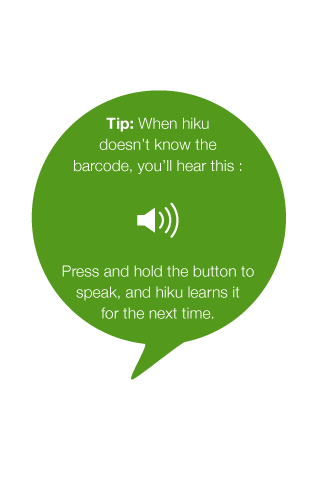 Tip: When hiku
doesn't know the
barcode, you'll hear this :
Press and hold the button to
speak, and hiku learns it
for the next time.